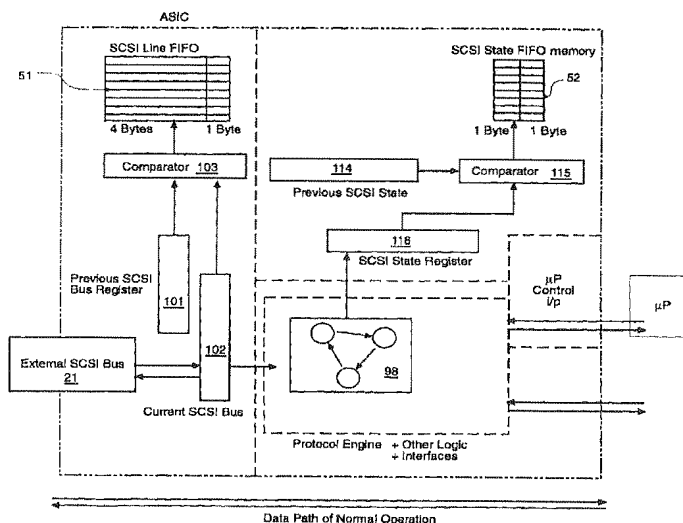 ASIC
SCSI Line FIFO
51
4 Bytes 1 Byte
SCSI State FIFO memory
52
1 Byte 1 Byte
Comparator 103
114
Previous SCSI State
Comparator 115
116
SCSI State Register
Previous SCSI
Bus Register
101
102
μP
Control
i/p
μP
External SCSI Bus
21
Current SCSI Bus
98
Protocol Engine + Other Logic
+ Interfaces
Data Path of Normal Operation